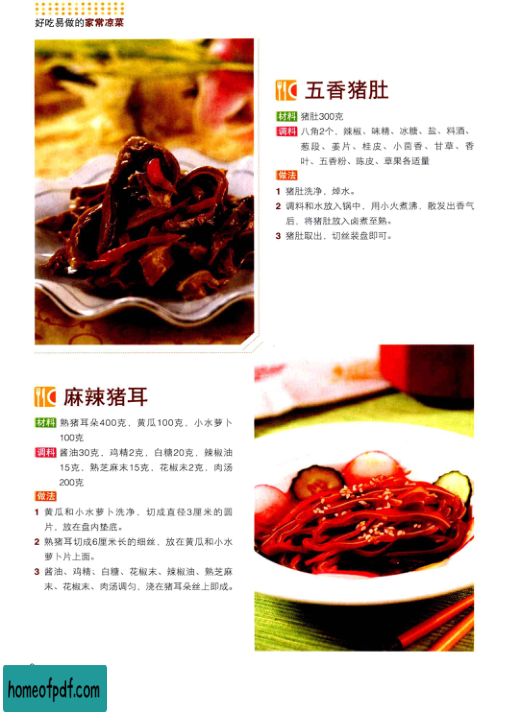 好吃易做的家常凉菜
五香猪肚
材料 猪肚300克
调料 八角2个，辣椒、味精、冰糖、盐、料酒、
葱段、姜片、桂皮、小茴香、甘草、香
叶、五香粉、陈皮、草果各适量
做法
1 猪肚洗净，焯水。
2 调料和水放入锅中，用小火煮沸，散发出香气
后，将猪肚放入卤煮至熟。
3 猪肚取出，切丝装盘即可。
麻辣猪耳
材料 熟猪耳朵400克，黄瓜100克，小水萝卜
100克
调料 酱油30克，鸡精2克，白糖20克，辣椒油
15克，熟芝麻末15克，花椒末2克，肉汤
200克
做法
1 黄瓜和小水萝卜洗净，切成直径3厘米的圆
片，放在盘内垫底。
2 熟猪耳切成6厘米长的细丝，放在黄瓜和小水
萝卜片上面。
3 酱油、鸡精、白糖、花椒末、辣椒油、熟芝麻
末、花椒末、肉汤调匀，浇在猪耳朵丝上即成。
homeofpdf.com